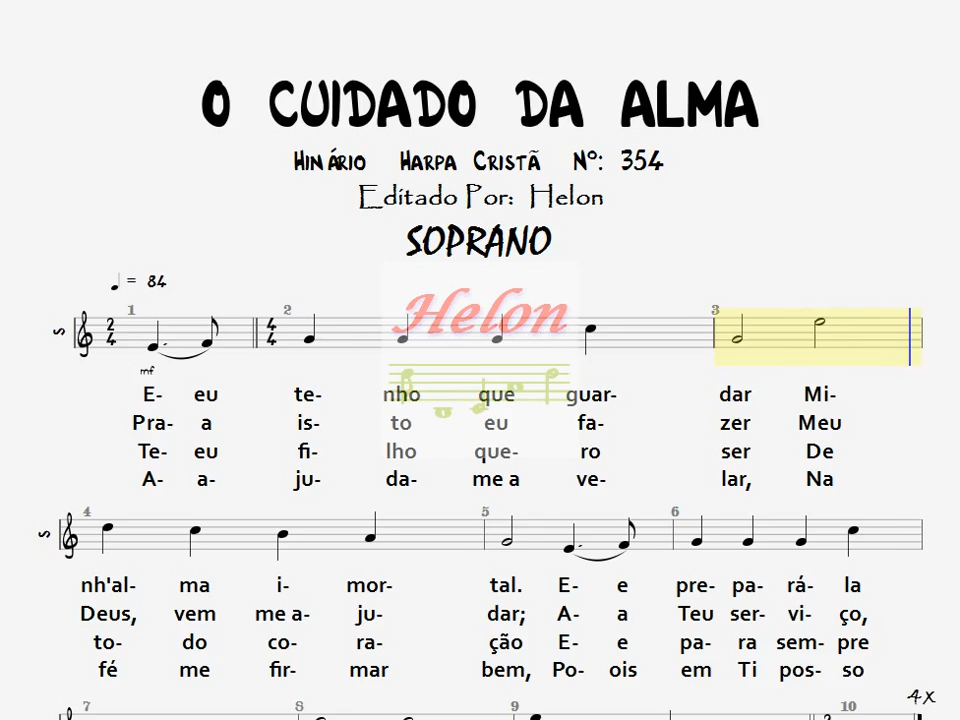 O CUIDADO DA ALMA
HINÁRIO HARPA CRISTÃ Nº: 354
Editado Por: Helon
SOPRANO
= 84
Helon
1 2 3
S
2 4 4 4
mf
E- eu te- nho que guar- dar Mi-
Pra- a is- to eu fa- zer Meu
Te- eu fi- lho que- ro ser De
A- a- ju- da- me a ve- lar, Na
4 5 6
S
nh'al- ma i- mor- tal. E- e pre- pa- rá- la
Deus, vem me a- ju- dar; A- a Teu ser- vi- ço,
to- do co- ra- ção E- e pa- ra sem- pre
fé me fir- mar bem, Po- ois em Ti pos- so
4X
7 8 9 10